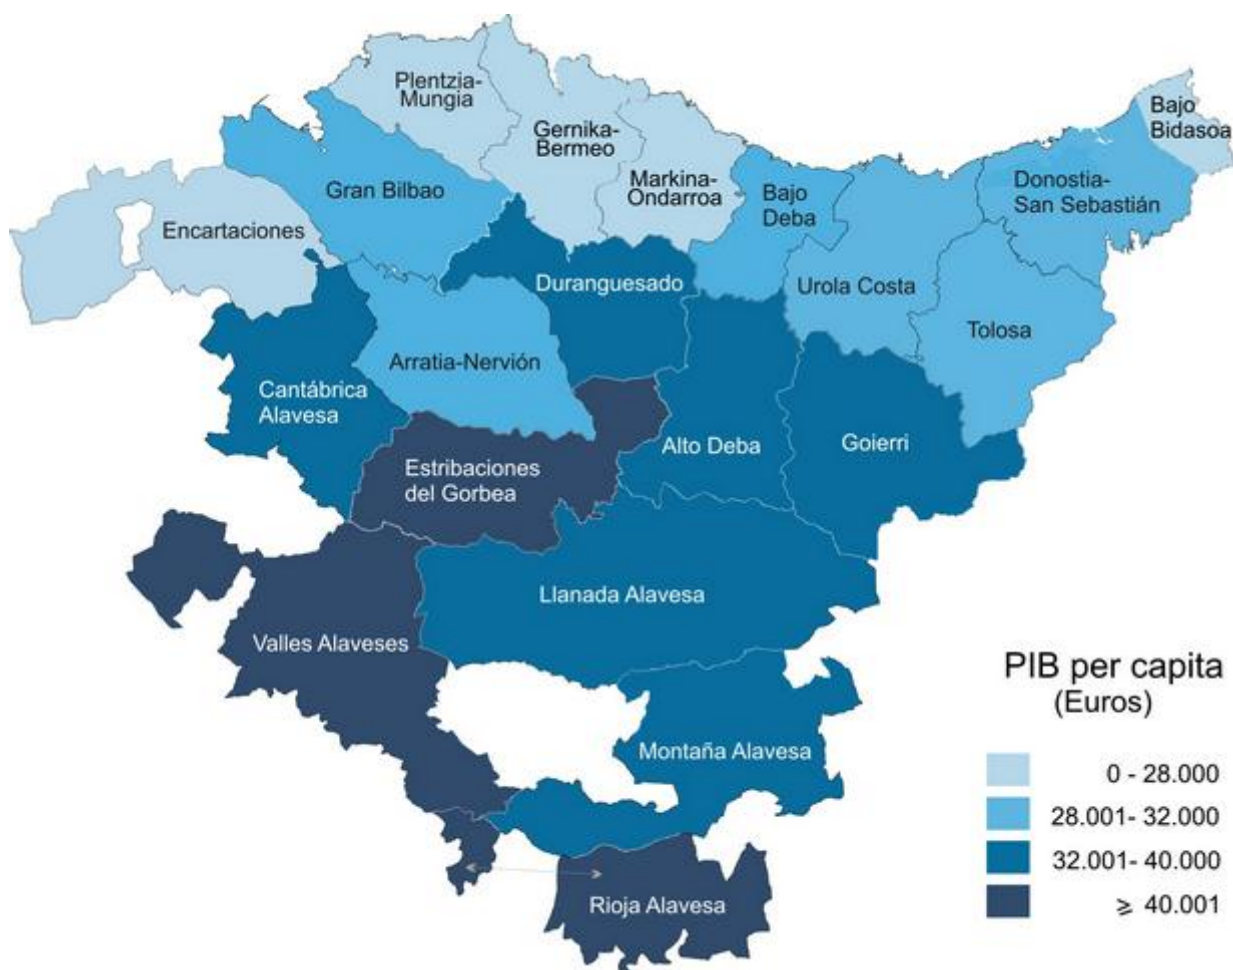 Plentzia-
Mungia
Gernika-
Bermeo
Markina-
Ondarroa
Bajo
Bidasoa
Gran Bilbao
Bajo
Deba
Donostia-
San Sebastián
Encartaciones
Duranguesado
Urola Costa
Tolosa
Arratia-Nervión
Cantábrica
Alavesa
Alto Deba
Goierri
Estribaciones
del Gorbea
Llanada Alavesa
Valles Alaveses
Montaña Alavesa
Rioja Alavesa
PIB per capita
(Euros)
0 - 28.000
28.001- 32.000
32.001- 40.000
⩾ 40.001